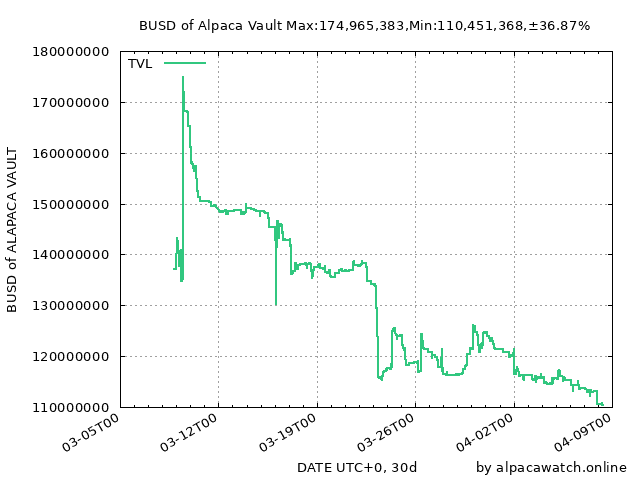 BUSD of Alpaca Vault Max:174,965,383,Min:110,451,368,±36.87%
TVL
180000000
170000000
160000000
150000000
140000000
130000000
120000000
110000000
BUSD of ALAPACA VAULT
03-05T00
03-12T00
03-19T00
03-26T00
04-02T00
04-09T00
DATE UTC+0, 30d
by alpacawatch.online